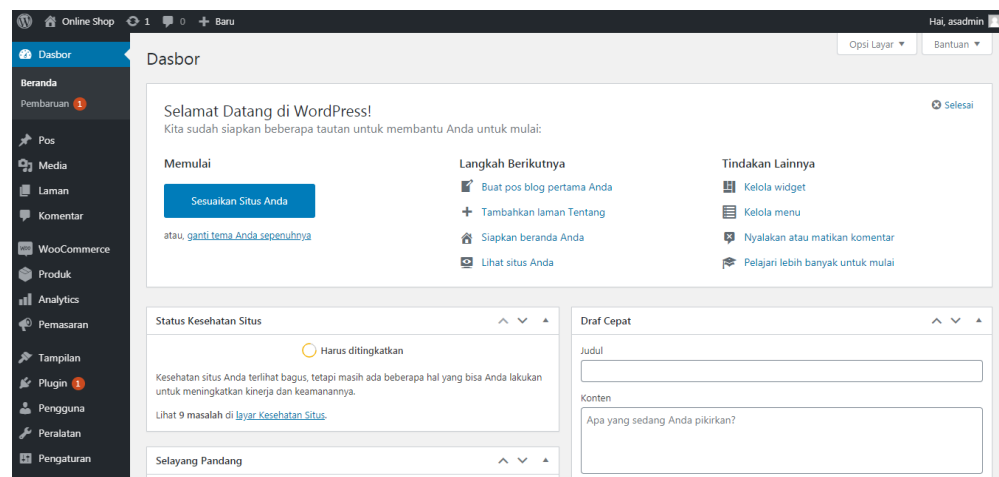 Online Shop 1 0 + Baru Hai, asadmin
Dasbor
Opsi Layar ▼ Bantuan ▼
Dasbor
Beranda
Pembaruan 1
Pos
Media
Laman
Komentar
WooCommerce
Produk
Analytics
Pemasaran
Tampilan
Plugin 1
Pengguna
Peralatan
Pengaturan
Selamat Datang di WordPress!
Selesai
Kita sudah siapkan beberapa tautan untuk membantu Anda untuk mulai:
Memulai
Sesuaikan Situs Anda
atau, ganti tema Anda sepenuhnya
Langkah Berikutnya
Buat pos blog pertama Anda
Tambahkan laman Tentang
Siapkan beranda Anda
Lihat situs Anda
Tindakan Lainnya
Kelola widget
Kelola menu
Nyalakan atau matikan komentar
Pelajari lebih banyak untuk mulai
Status Kesehatan Situs
Harus ditingkatkan
Kesehatan situs Anda terlihat bagus, tetapi masih ada beberapa hal yang bisa Anda lakukan
untuk meningkatkan kinerja dan keamanannya.
Lihat 9 masalah di layar Kesehatan Situs.
Selayang Pandang
Draf Cepat
Judul
Konten
Apa yang sedang Anda pikirkan?